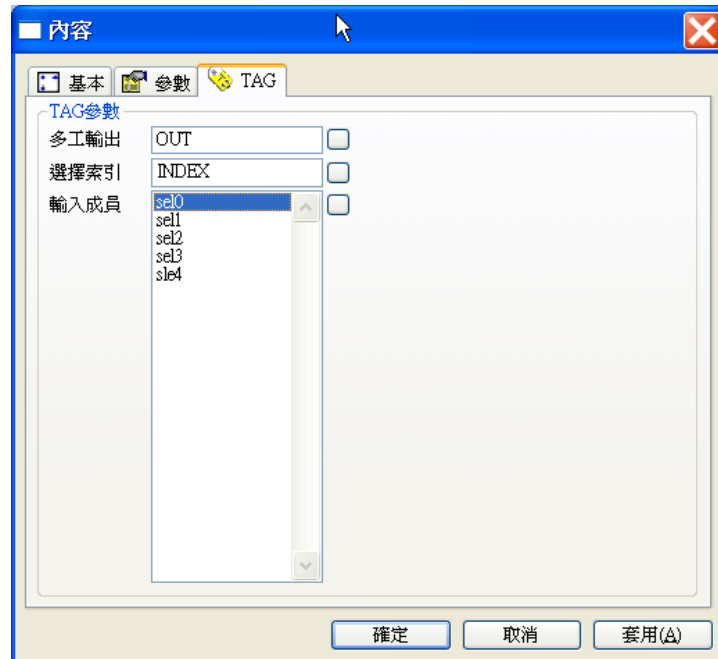 內容
基本 參數 TAG
TAG參數
多工輸出 OUT
選擇索引 INDEX
輸入成員 sel0
sel1
sel2
sel3
sle4
確定 取消 套用(A)